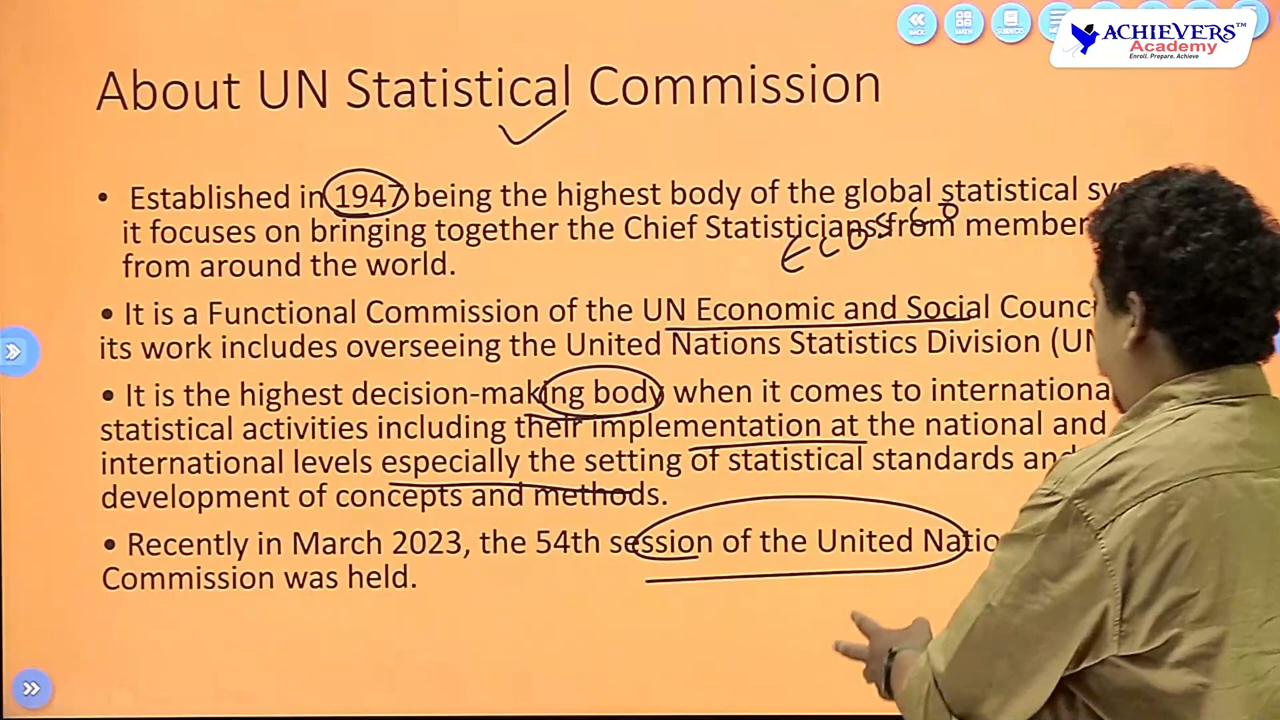 BACK
MATH
SUBJECTS
ACHIEVERS™
Academy
Enroll. Prepare. Achieve
About UN Statistical Commission
• Established in 1947 being the highest body of the global statistical
it focuses on bringing together the Chief Statisticians from member
ECOSCO
from around the world.
• It is a Functional Commission of the UN Economic and Social Counc
its work includes overseeing the United Nations Statistics Division (UN
• It is the highest decision-making body when it comes to internationa
statistical activities including their implementation at the national and
international levels especially the setting of statistical standards and
development of concepts and methods.
• Recently in March 2023, the 54th session of the United Natio
Commission was held.